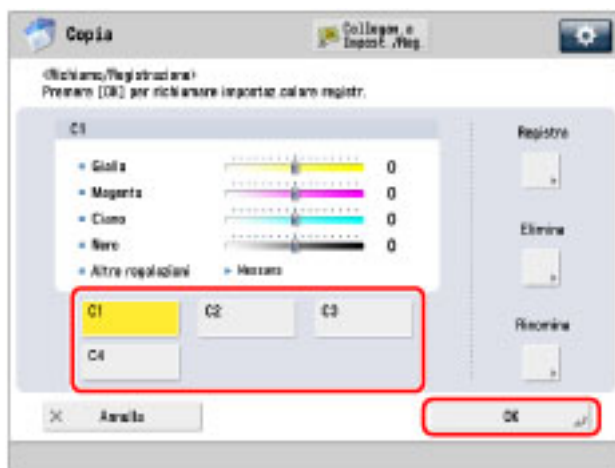 Copia
Collegam. e
Impost./Reg.
<Richiamo/Registrazione>
Premere [OK] per richiamare impostaz.colore registr.
C1
Giallo 0
Magenta 0
Ciano 0
Nero 0
Altre regolazioni Nessuno
C1 C2 C3
C4
Registra
Elimina
Rinomina
Annulla
OK